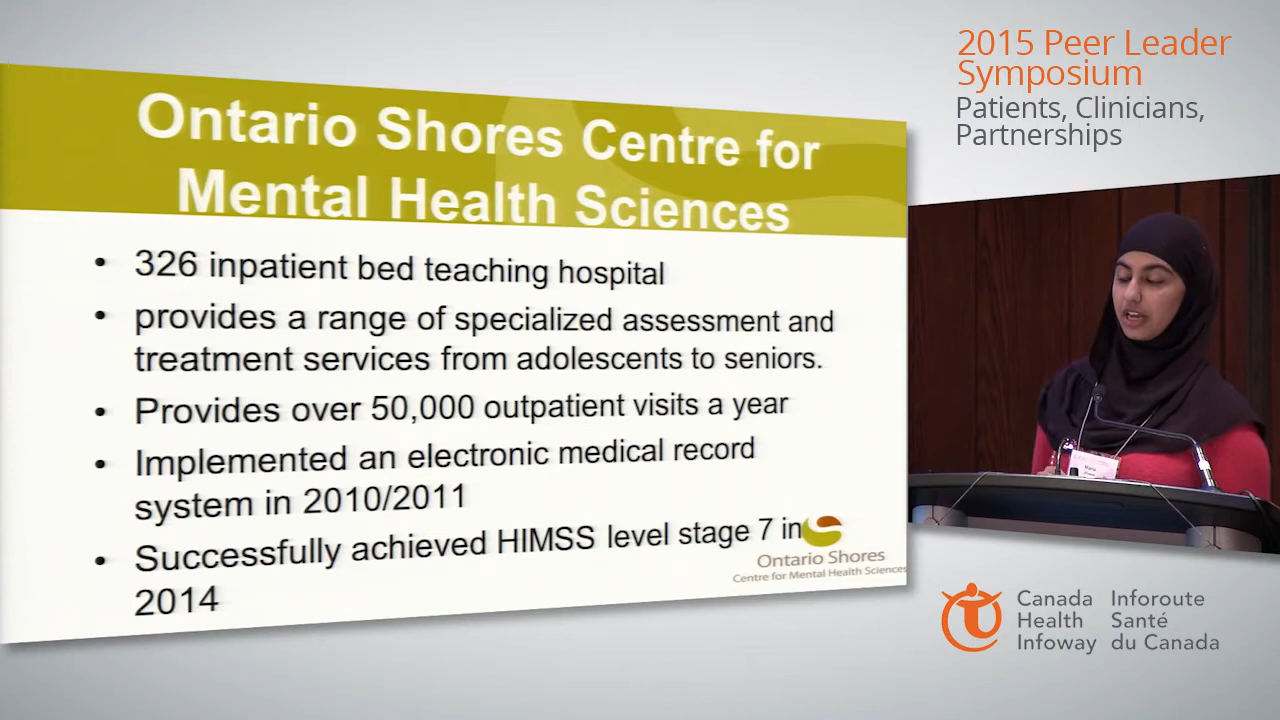 2015 Peer Leader
Symposium
Patients, Clinicians,
Partnerships
Ontario Shores Centre for
Mental Health Sciences
• 326 inpatient bed teaching hospital
• provides a range of specialized assessment and
treatment services from adolescents to seniors.
• Provides over 50,000 outpatient visits a year
• Implemented an electronic medical record
system in 2010/2011
• Successfully achieved HIMSS level stage 7 in
2014
Ontario Shores
Centre for Mental Health Sciences
Canada
Health
Infoway
Inforoute
Santé
du Canada